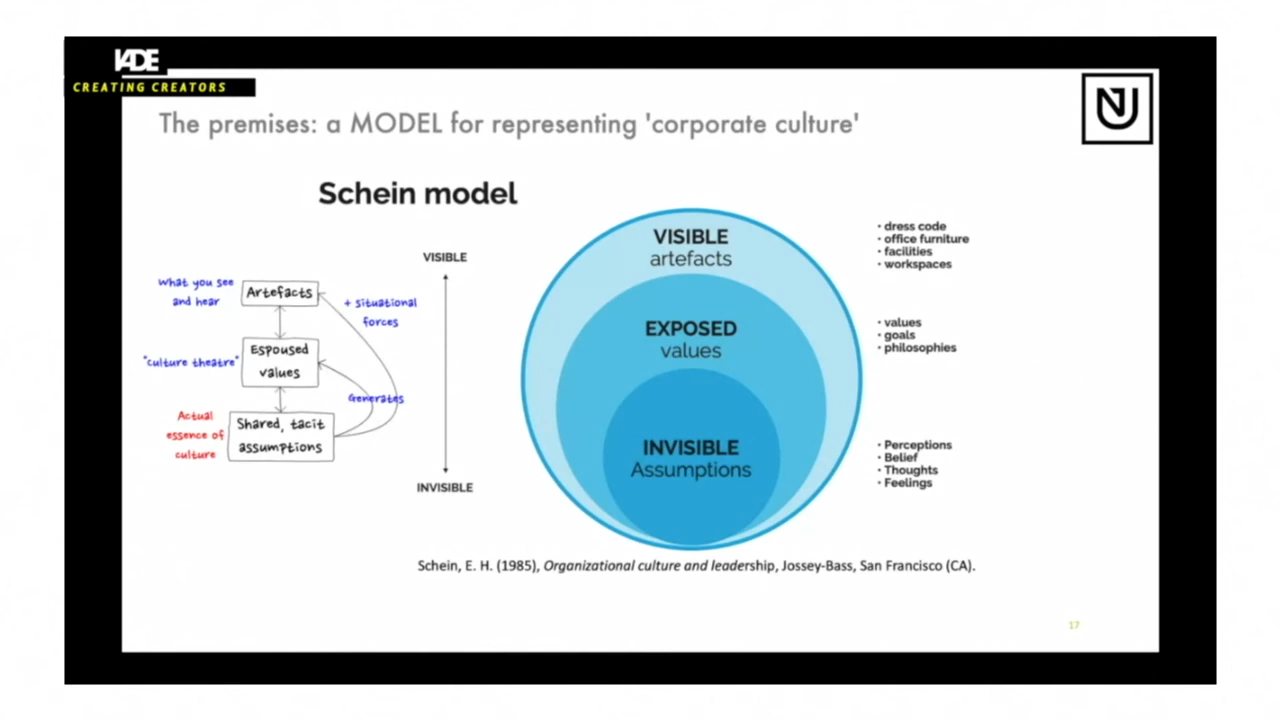 IADE
CREATING CREATORS
The premises: a MODEL for representing 'corporate culture'
Schein model
What you see
and hear
Artefacts
+ situational
forces
"culture theatre"
Espoused
values
Generates
Actual
essence of
culture
Shared, tacit
assumptions
VISIBLE
INVISIBLE
VISIBLE
artefacts
EXPOSED
values
INVISIBLE
Assumptions
• dress code
• office furniture
• facilities
• workspaces
• values
• goals
• philosophies
• Perceptions
• Belief
• Thoughts
• Feelings
Schein, E. H. (1985), Organizational culture and leadership, Jossey-Bass, San Francisco (CA).
17